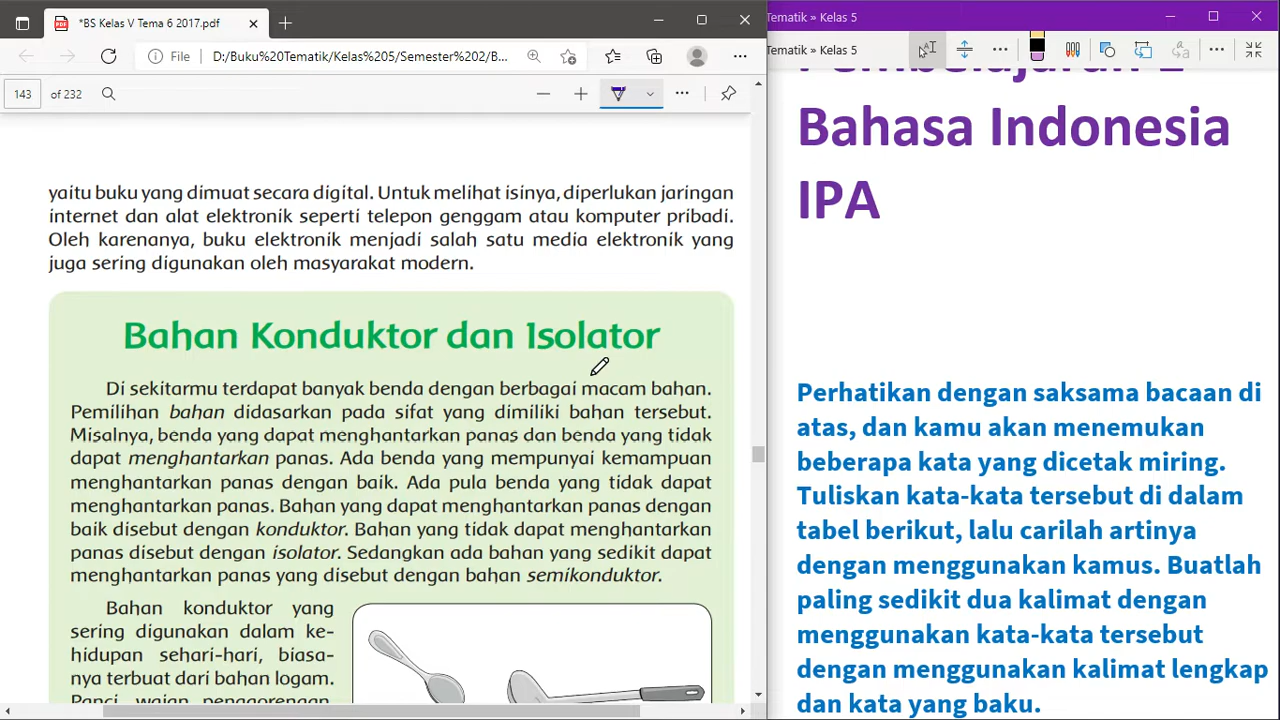 *BS Kelas V Tema 6 2017.pdf
File
D:/Buku%20Tematik/Kelas%205/Semester%202/B...
143
of 232
yaitu buku yang dimuat secara digital. Untuk melihat isinya, diperlukan jaringan
internet dan alat elektronik seperti telepon genggam atau komputer pribadi.
Oleh karenanya, buku elektronik menjadi salah satu media elektronik yang
juga sering digunakan oleh masyarakat modern.
Bahan Konduktor dan Isolator
Di sekitarmu terdapat banyak benda dengan berbagai macam bahan.
Pemilihan bahan didasarkan pada sifat yang dimiliki bahan tersebut.
Misalnya, benda yang dapat menghantarkan panas dan benda yang tidak
dapat menghantarkan panas. Ada benda yang mempunyai kemampuan
menghantarkan panas dengan baik. Ada pula benda yang tidak dapat
menghantarkan panas. Bahan yang dapat menghantarkan panas dengan
baik disebut dengan konduktor. Bahan yang tidak dapat menghantarkan
panas disebut dengan isolator. Sedangkan ada bahan yang sedikit dapat
menghantarkan panas yang disebut dengan bahan semikonduktor.
Bahan konduktor yang
sering digunakan dalam ke-
hidupan sehari-hari, biasa-
nya terbuat dari bahan logam.
Panci, wajan penggorengan,
Tematik » Kelas 5
Tematik » Kelas 5
Bahasa Indonesia
IPA
Perhatikan dengan saksama bacaan di
atas, dan kamu akan menemukan
beberapa kata yang dicetak miring.
Tuliskan kata-kata tersebut di dalam
tabel berikut, lalu carilah artinya
dengan menggunakan kamus. Buatlah
paling sedikit dua kalimat dengan
menggunakan kata-kata tersebut
dengan menggunakan kalimat lengkap
dan kata yang baku.